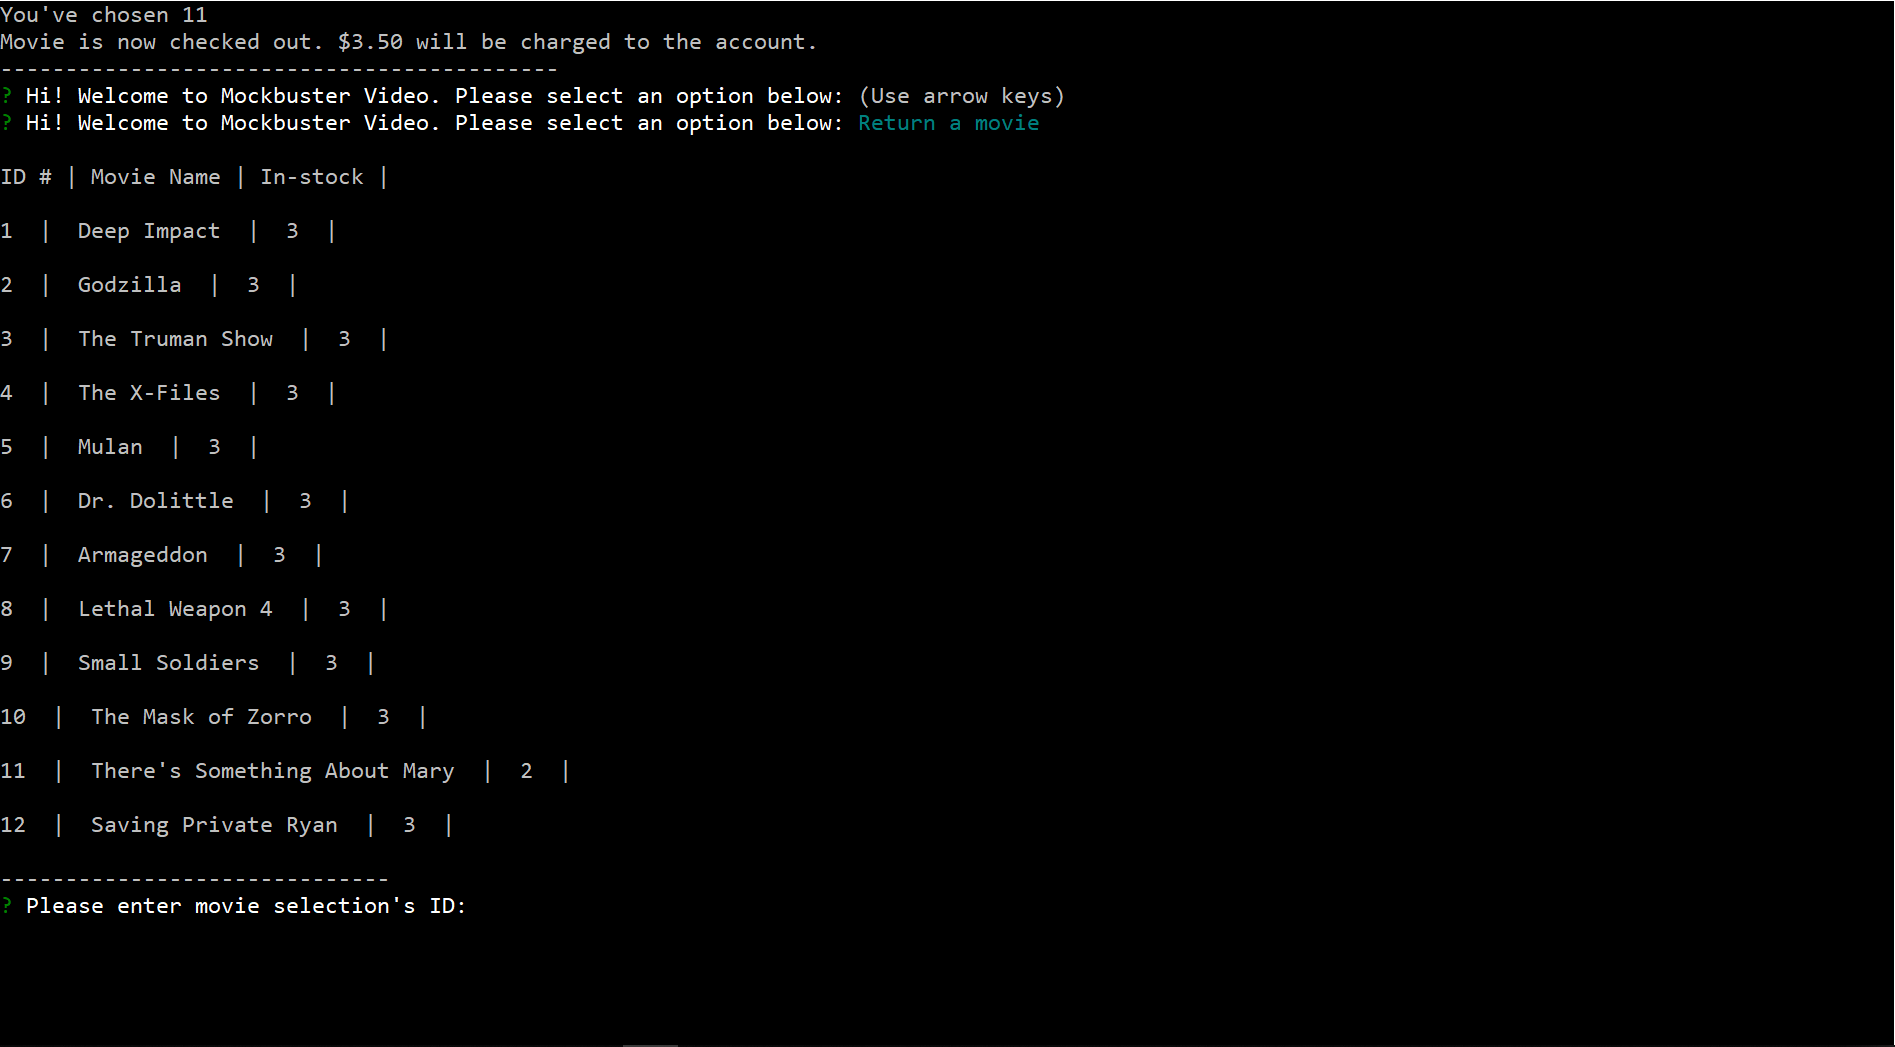 You've chosen 11
Movie is now checked out. $3.50 will be charged to the account.
-------------------------------------------
? Hi! Welcome to Mockbuster Video. Please select an option below: (Use arrow keys)
? Hi! Welcome to Mockbuster Video. Please select an option below: Return a movie
ID # | Movie Name | In-stock |
1  |  Deep Impact  |  3  |
2  |  Godzilla  |  3  |
3  |  The Truman Show  |  3  |
4  |  The X-Files  |  3  |
5  |  Mulan  |  3  |
6  |  Dr. Dolittle  |  3  |
7  |  Armageddon  |  3  |
8  |  Lethal Weapon 4  |  3  |
9  |  Small Soldiers  |  3  |
10  |  The Mask of Zorro  |  3  |
11  |  There's Something About Mary  |  2  |
12  |  Saving Private Ryan  |  3  |
------------------------------
? Please enter movie selection's ID: